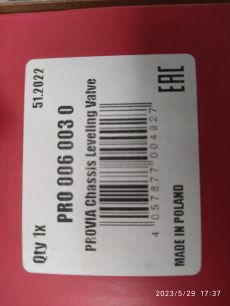 51.2022
Qty 1x
PRO 006 003 0
PROVIA Chassis Leveling Valve
4 057877 004927
EAC
MADE IN POLAND
2023/5/29 17:37